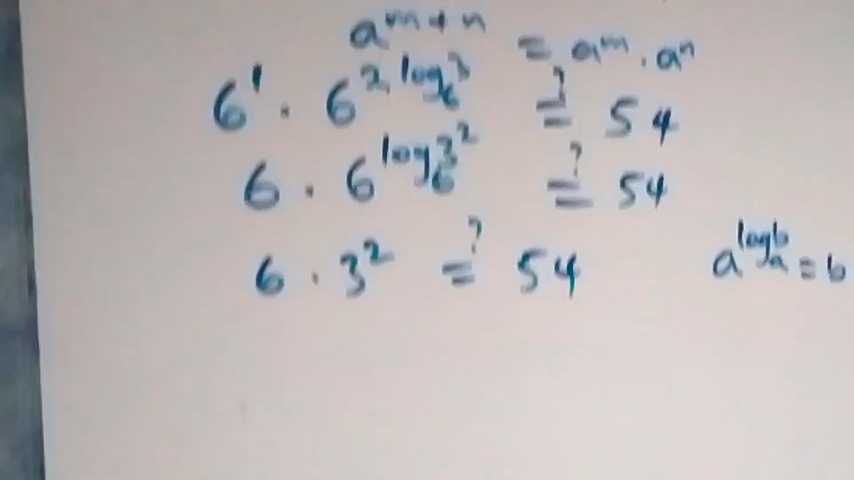 a^{m+n} = a^m . a^n
6^1 . 6^{2 log_6^3} ?= 54
6 . 6^{log_6^{3^2}} ?= 54
6 . 3^2 ?= 54
a^{log_a^b} = b